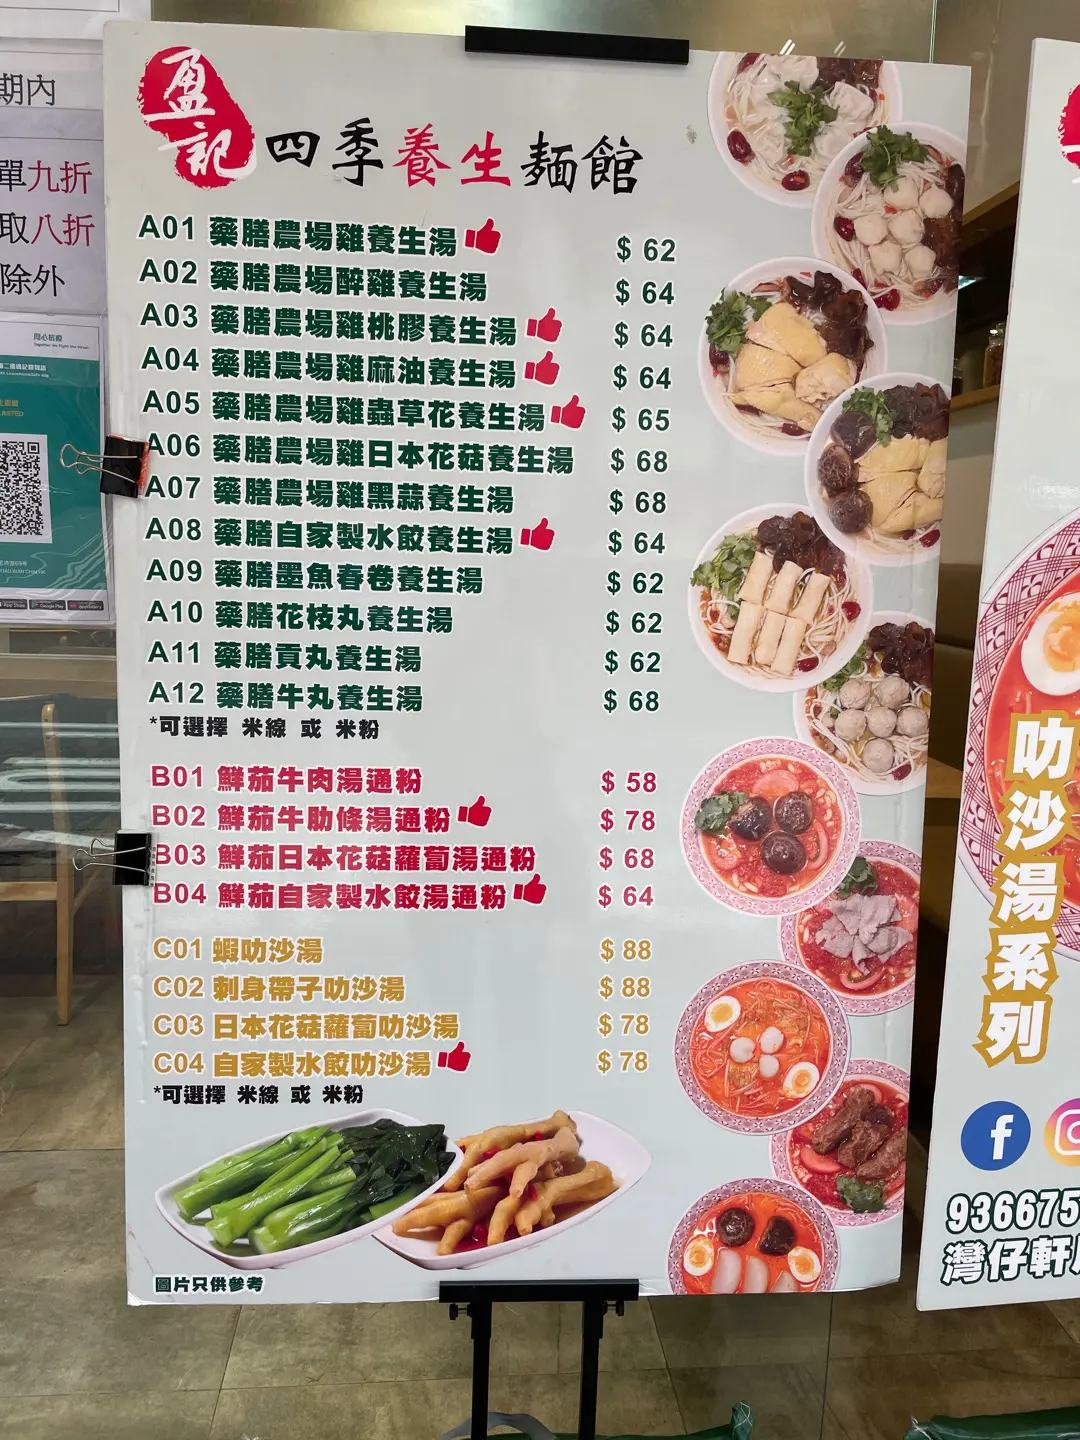 期內
單九折
取八折
除外
同心抗疫
Together, We Fight the Virus!
盈記
四季養生麵館
A01 藥膳農場雞養生湯 $ 62
A02 藥膳農場醉雞養生湯 $ 64
A03 藥膳農場雞桃膠養生湯 $ 64
A04 藥膳農場雞麻油養生湯 $ 64
A05 藥膳農場雞蟲草花養生湯 $ 65
A06 藥膳農場雞日本花菇養生湯 $ 68
A07 藥膳農場雞黑蒜養生湯 $ 68
A08 藥膳自家製水餃養生湯 $ 64
A09 藥膳墨魚春卷養生湯 $ 62
A10 藥膳花枝丸養生湯 $ 62
A11 藥膳貢丸養生湯 $ 62
A12 藥膳牛丸養生湯 $ 68
*可選擇 米線 或 米粉
B01 鮮茄牛肉湯通粉 $ 58
B02 鮮茄牛肋條湯通粉 $ 78
B03 鮮茄日本花菇蘿蔔湯通粉 $ 68
B04 鮮茄自家製水餃湯通粉 $ 64
C01 蝦叻沙湯 $ 88
C02 刺身帶子叻沙湯 $ 88
C03 日本花菇蘿蔔叻沙湯 $ 78
C04 自家製水餃叻沙湯 $ 78
*可選擇 米線 或 米粉
圖片只供參考
叻沙湯系列
936675
灣仔軒